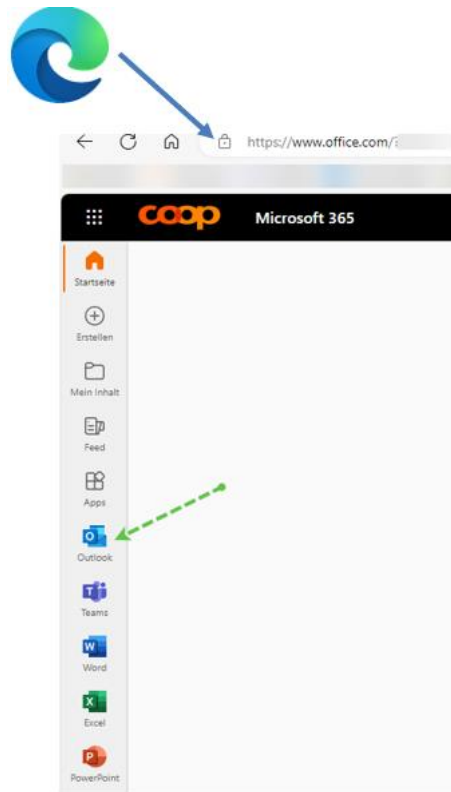 https://www.office.com/?
coop Microsoft 365
Startseite
Erstellen
Mein Inhalt
Feed
Apps
Outlook
Teams
Word
Excel
PowerPoint